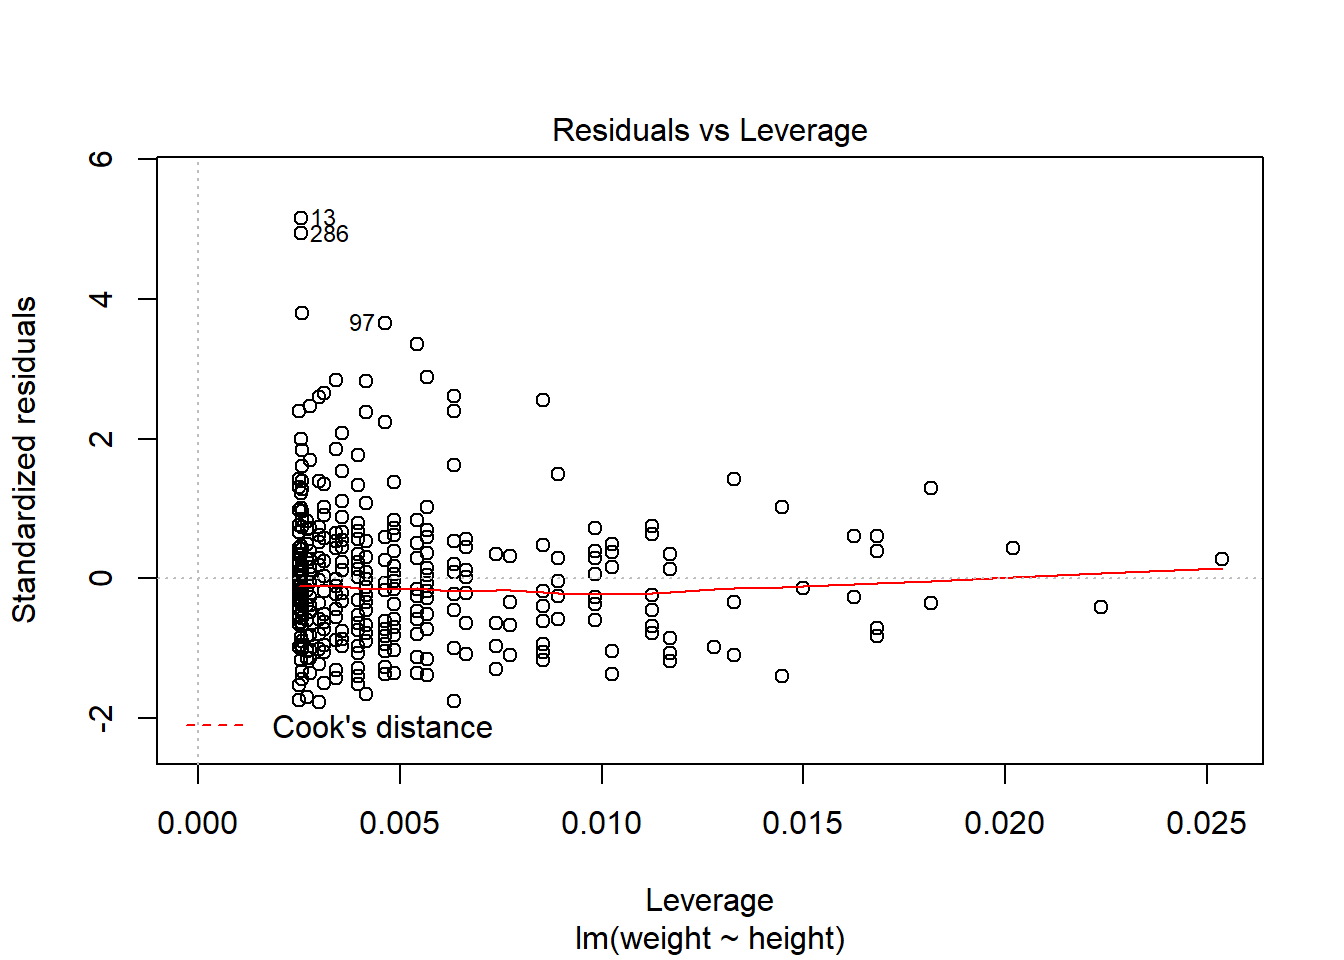 Residuals vs Leverage
Standardized residuals
6
4
2
0
-2
13
286
97
Cook's distance
0.000 0.005 0.010 0.015 0.020 0.025
Leverage
lm(weight ~ height)